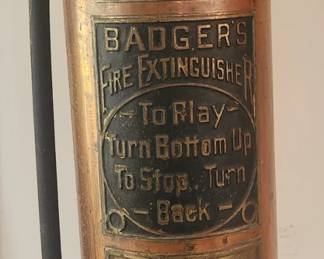 BADGER'S
FIRE EXTINGUISHER
- To Play -
Turn Bottom Up
To Stop.. Turn
- Back -